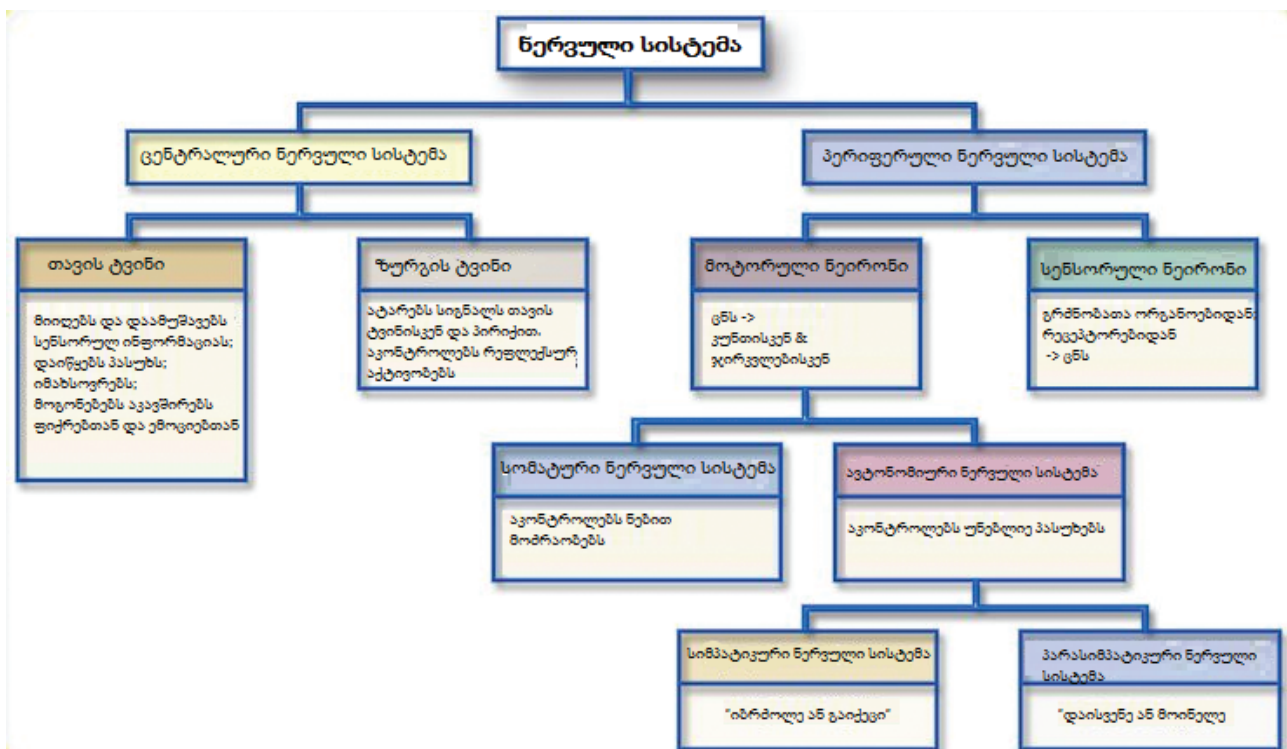 ნერვული სისტემა
ცენტრალური ნერვული სისტემა
პერიფერული ნერვული სისტემა
თავის ტვინი
მიიღებს და დაამუშავებს
სენსორულ ინფორმაციას;
დაიწყებს პასუხს;
იმახსოვრებს;
მოგონებებს აკავშირებს
ფიქრებთან და ემოციებთან
ზურგის ტვინი
ატარებს სიგნალს თავის
ტვინისკენ და პირიქით.
აკონტროლებს რეფლექსურ
აქტივობებს
მოტორული ნეირონი
ცნს ->
კუნთისკენ &
ჯირკვლებისკენ
სენსორული ნეირონი
გრძნობათა ორგანოებიდან;
რეცეპტორებიდან
-> ცნს
სომატური ნერვული სისტემა
აკონტროლებს ნებით
მოძრაობებს
ავტონომიური ნერვული სისტემა
აკონტროლებს უნებლიე პასუხებს
სიმპატიკური ნერვული სისტემა
"იბრძოლე ან გაიქეცი"
პარასიმპატიკური ნერვული
სისტემა
"დაისვენე ან მოინელე